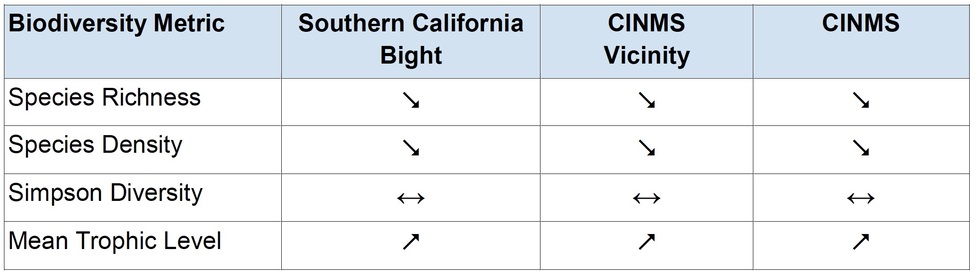 Biodiversity Metric Southern California Bight CINMS Vicinity CINMS
Species Richness ↘ ↘ ↘
Species Density ↘ ↘ ↘
Simpson Diversity ↔ ↔ ↔
Mean Trophic Level ↗ ↗ ↗